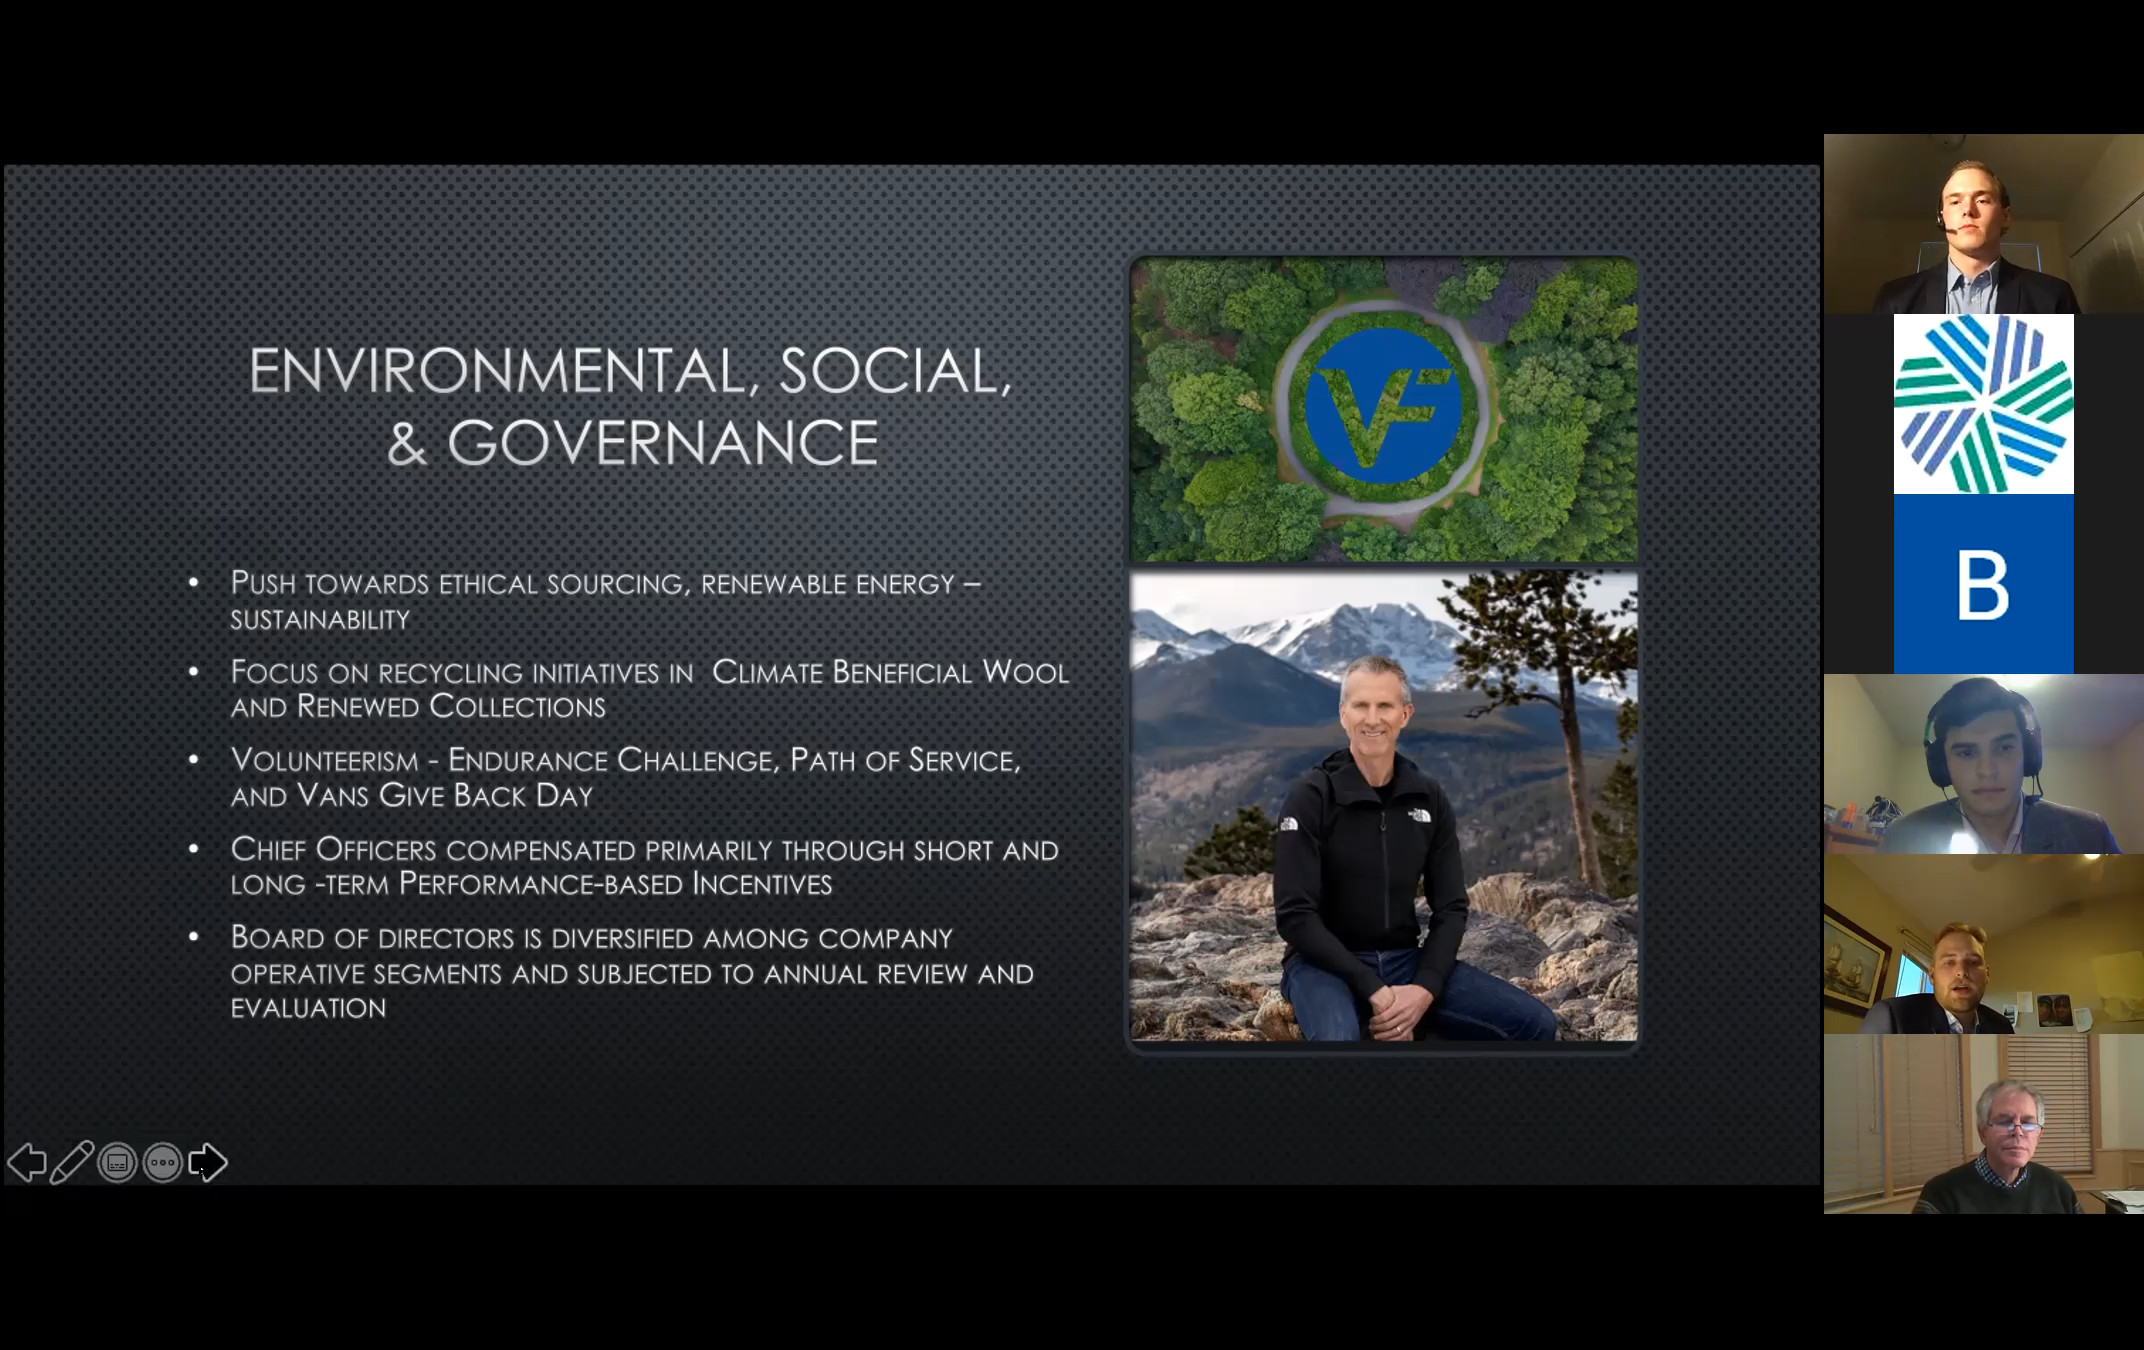 ENVIRONMENTAL, SOCIAL,
& GOVERNANCE
• PUSH TOWARDS ETHICAL SOURCING, RENEWABLE ENERGY –
SUSTAINABILITY
• FOCUS ON RECYCLING INITIATIVES IN CLIMATE BENEFICIAL WOOL
AND RENEWED COLLECTIONS
• VOLUNTEERISM - ENDURANCE CHALLENGE, PATH OF SERVICE,
AND VANS GIVE BACK DAY
• CHIEF OFFICERS COMPENSATED PRIMARILY THROUGH SHORT AND
LONG -TERM PERFORMANCE-BASED INCENTIVES
• BOARD OF DIRECTORS IS DIVERSIFIED AMONG COMPANY
OPERATIVE SEGMENTS AND SUBJECTED TO ANNUAL REVIEW AND
EVALUATION
VF
B